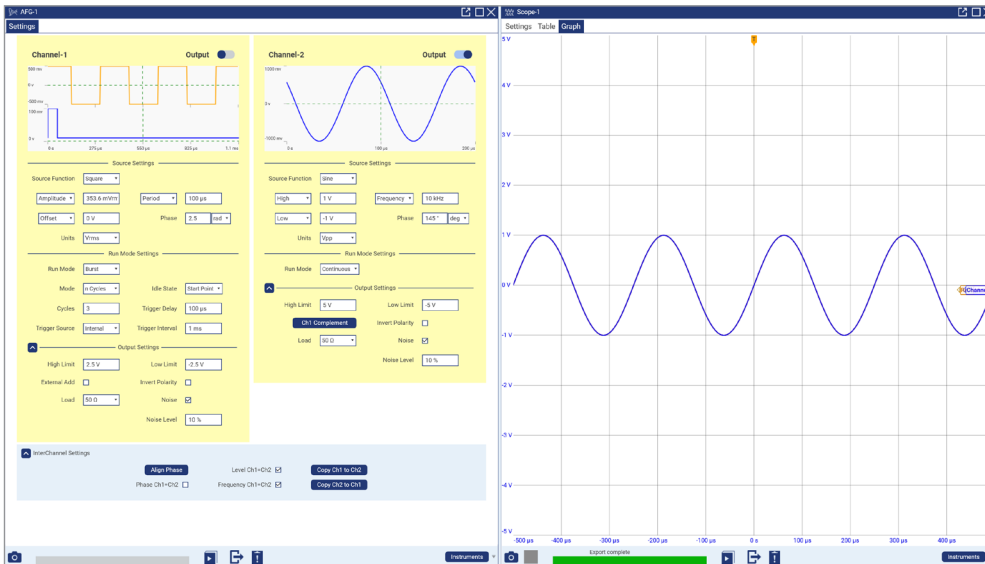 AFG-1
Settings
Channel-1 Output
500 mv
0 v
-500 mv
100 mv
0 v
0 s 275 µs 550 µs 825 µs 1.1 ms
Source Settings
Source Function Square
Amplitude 353.6 mVrm Period 100 µs
Offset 0 V Phase 2.5 rad
Units Vrms
Run Mode Settings
Run Mode Burst
Mode n Cycles Idle State Start Point
Cycles 3 Trigger Delay 100 µs
Trigger Source Internal Trigger Interval 1 ms
Output Settings
High Limit 2.5 V Low Limit -2.5 V
External Add Invert Polarity
Load 50 Ω Noise
Noise Level 10 %
Channel-2 Output
1000 mv
0 v
-1000 mv
0 s 100 µs 200 µs
Source Settings
Source Function Sine
High 1 V Frequency 10 kHz
Low -1 V Phase 145 ° deg
Units Vpp
Run Mode Settings
Run Mode Continuous
Output Settings
High Limit 5 V Low Limit -5 V
Ch1 Complement Invert Polarity
Load 50 Ω Noise
Noise Level 10 %
InterChannel Settings
Align Phase Level Ch1=Ch2 Copy Ch1 to Ch2
Phase Ch1=Ch2 Frequency Ch1=Ch2 Copy Ch2 to Ch1
Instruments
Scope-1
Settings Table Graph
5 V
4 V
3 V
2 V
1 V
0 V
-1 V
-2 V
-3 V
-4 V
-5 V
-500 µs -400 µs -300 µs -200 µs -100 µs 0 s 100 µs 200 µs 300 µs 400 µs
Export complete
Instruments